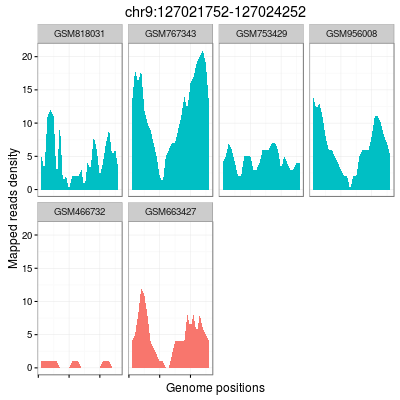 chr9:127021752-127024252
GSM818031 GSM767343 GSM753429 GSM956008
20
15
10
5
0
GSM466732 GSM663427
20
15
10
5
0
Mapped reads density
Genome positions